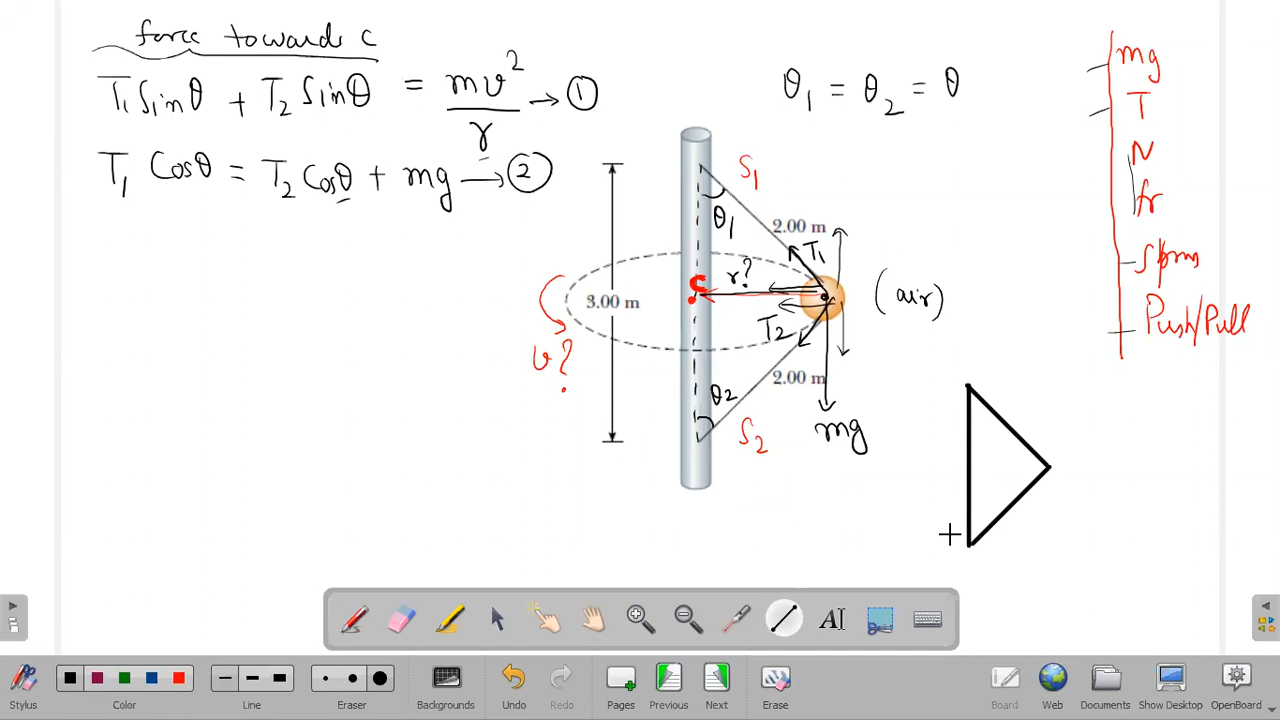 force towards c
T₁ Sinθ + T₂ Sinθ = mv²/r → ①
T₁ Cosθ = T₂ Cosθ + mg → ②
θ₁ = θ₂ = θ
S₁
θ₁
2.00 m
T₁
r?
C
3.00 m
(air)
T₂
v?
2.00 m
θ₂
S₂
mg
mg
T
N
fr
Push/Pull
Stylus
Color
Line
Eraser
Backgrounds
Undo
Redo
Pages
Previous
Next
Erase
Board
Web
Documents
Show Desktop
OpenBoard